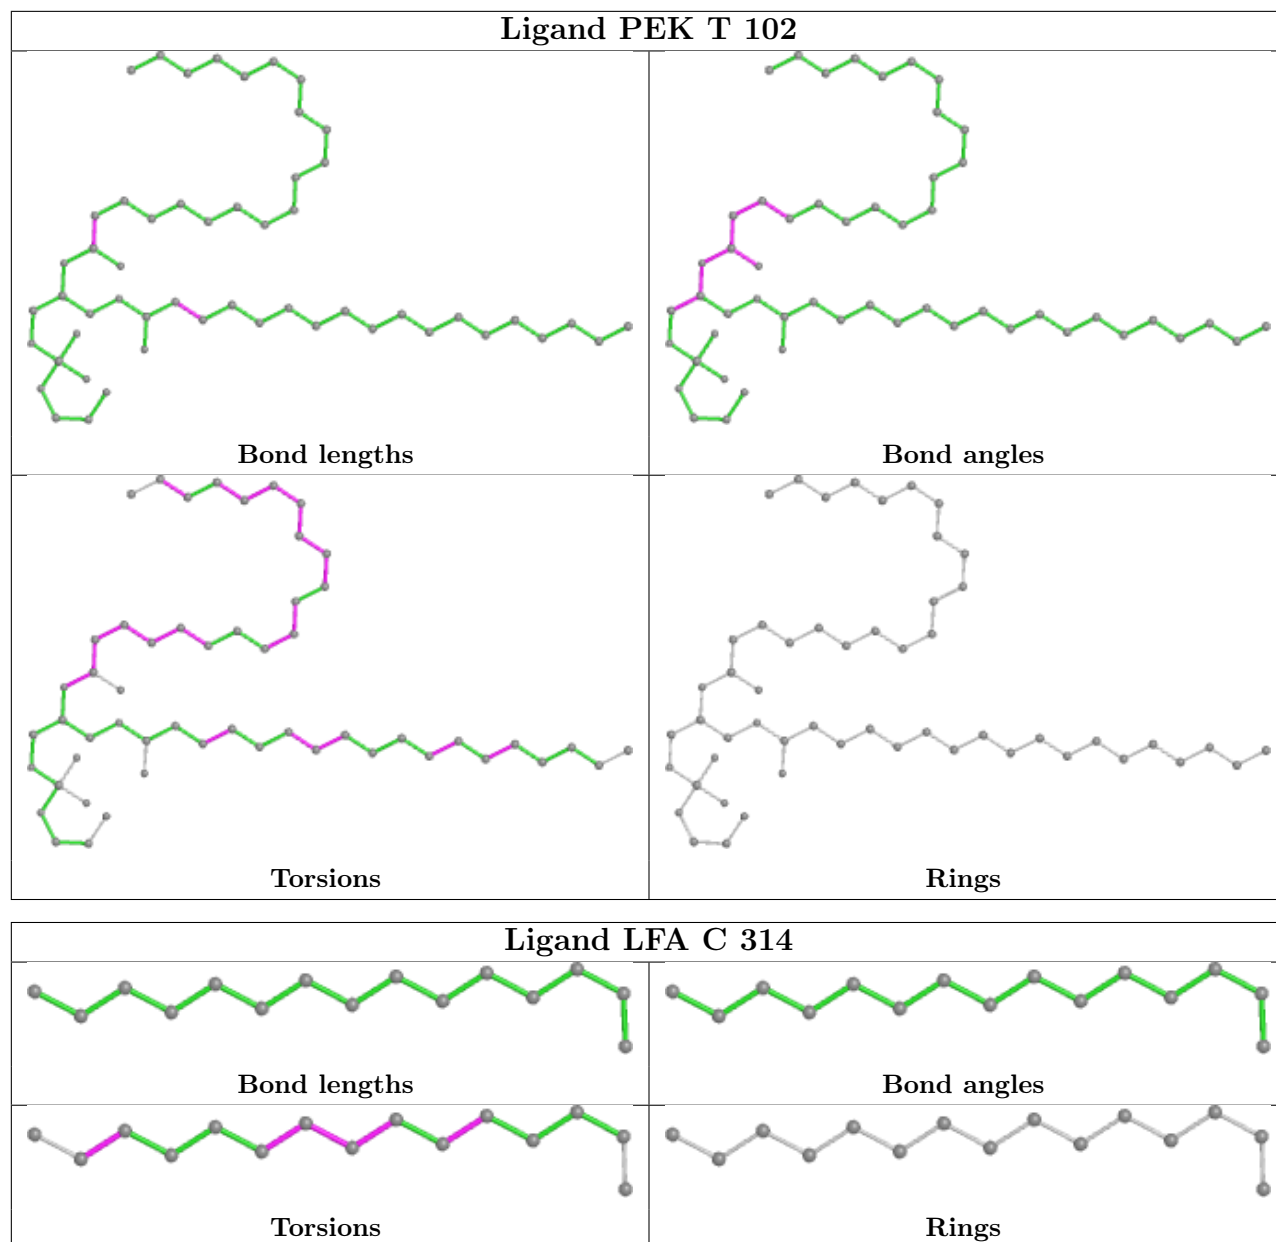 Ligand PEK T 102
Bond lengths
Bond angles
Torsions
Rings
Ligand LFA C 314
Bond lengths
Bond angles
Torsions
Rings